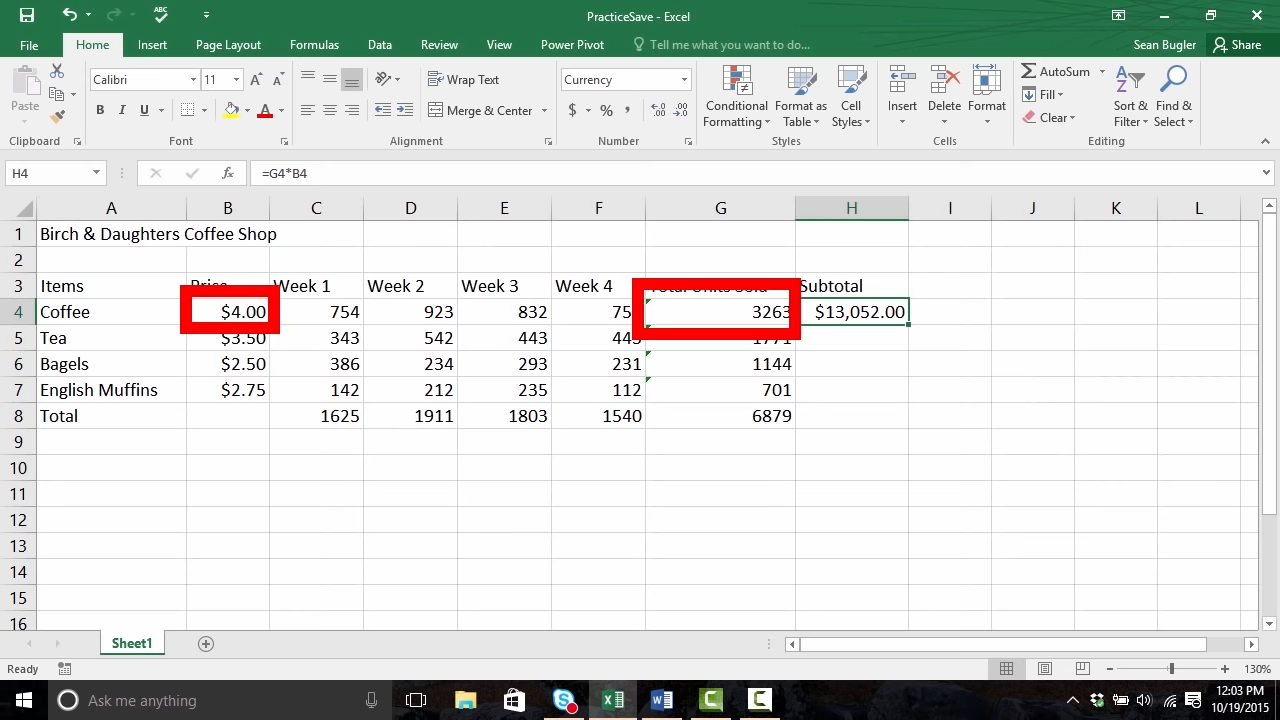 ABC
PracticeSave - Excel
File Home Insert Page Layout Formulas Data Review View Power Pivot Tell me what you want to do... Sean Bugler Share
Calibri 11 Wrap Text Currency AutoSum
Paste B I U Merge & Center $ % , Conditional Formatting Format as Table Cell Styles Insert Delete Format Fill Clear Sort & Filter Find & Select
Clipboard Font Alignment Number Styles Cells Editing
H4 fx =G4*B4
A B C D E F G H I J K L
1 Birch & Daughters Coffee Shop
2
3 Items Price Week 1 Week 2 Week 3 Week 4 Total Units Sold Subtotal
4 Coffee $4.00 754 923 832 75 3263 $13,052.00
5 Tea $3.50 343 542 443 443 1771
6 Bagels $2.50 386 234 293 231 1144
7 English Muffins $2.75 142 212 235 112 701
8 Total 1625 1911 1803 1540 6879
9
10
11
12
13
14
15
16
Sheet1
Ready 130%
Ask me anything 12:03 PM
10/19/2015